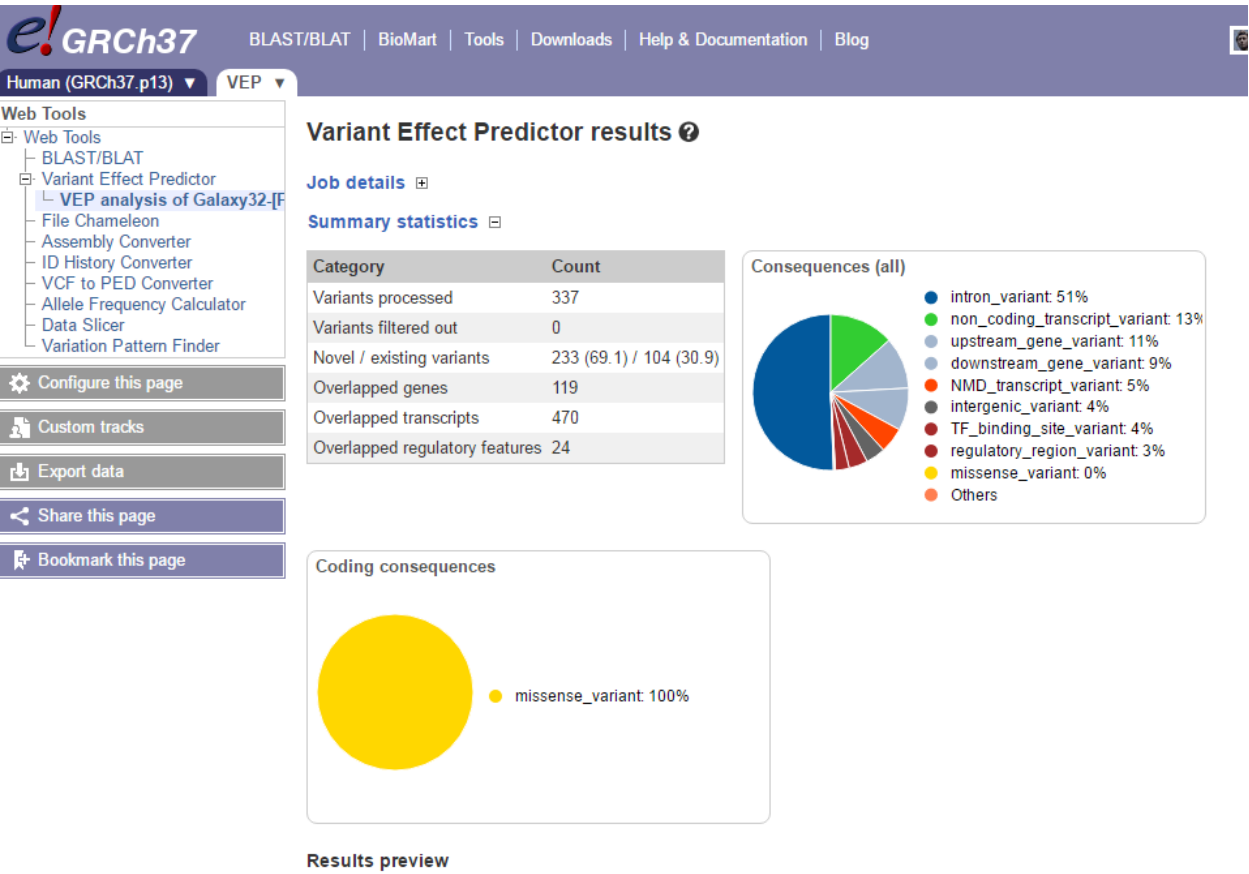 e! GRCh37
BLAST/BLAT | BioMart | Tools | Downloads | Help & Documentation | Blog
Human (GRCh37.p13) ▼
VEP ▼
Web Tools
Web Tools
BLAST/BLAT
Variant Effect Predictor
VEP analysis of Galaxy32-[F
File Chameleon
Assembly Converter
ID History Converter
VCF to PED Converter
Allele Frequency Calculator
Data Slicer
Variation Pattern Finder
Configure this page
Custom tracks
Export data
Share this page
Bookmark this page
Variant Effect Predictor results
Job details
Summary statistics
Category Count
Variants processed 337
Variants filtered out 0
Novel / existing variants 233 (69.1) / 104 (30.9)
Overlapped genes 119
Overlapped transcripts 470
Overlapped regulatory features 24
Consequences (all)
intron_variant: 51%
non_coding_transcript_variant: 13%
upstream_gene_variant: 11%
downstream_gene_variant: 9%
NMD_transcript_variant: 5%
intergenic_variant: 4%
TF_binding_site_variant: 4%
regulatory_region_variant: 3%
missense_variant: 0%
Others
Coding consequences
missense_variant: 100%
Results preview